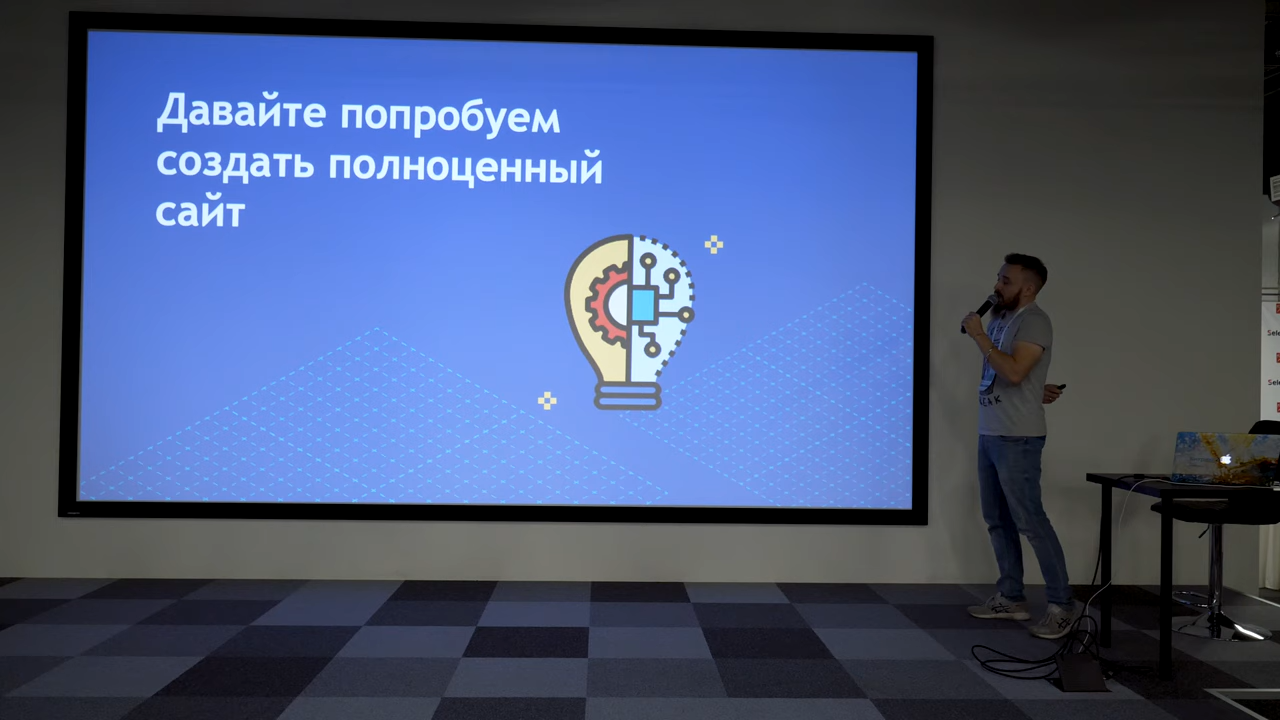 Давайте попробуем
создать полноценный
сайт